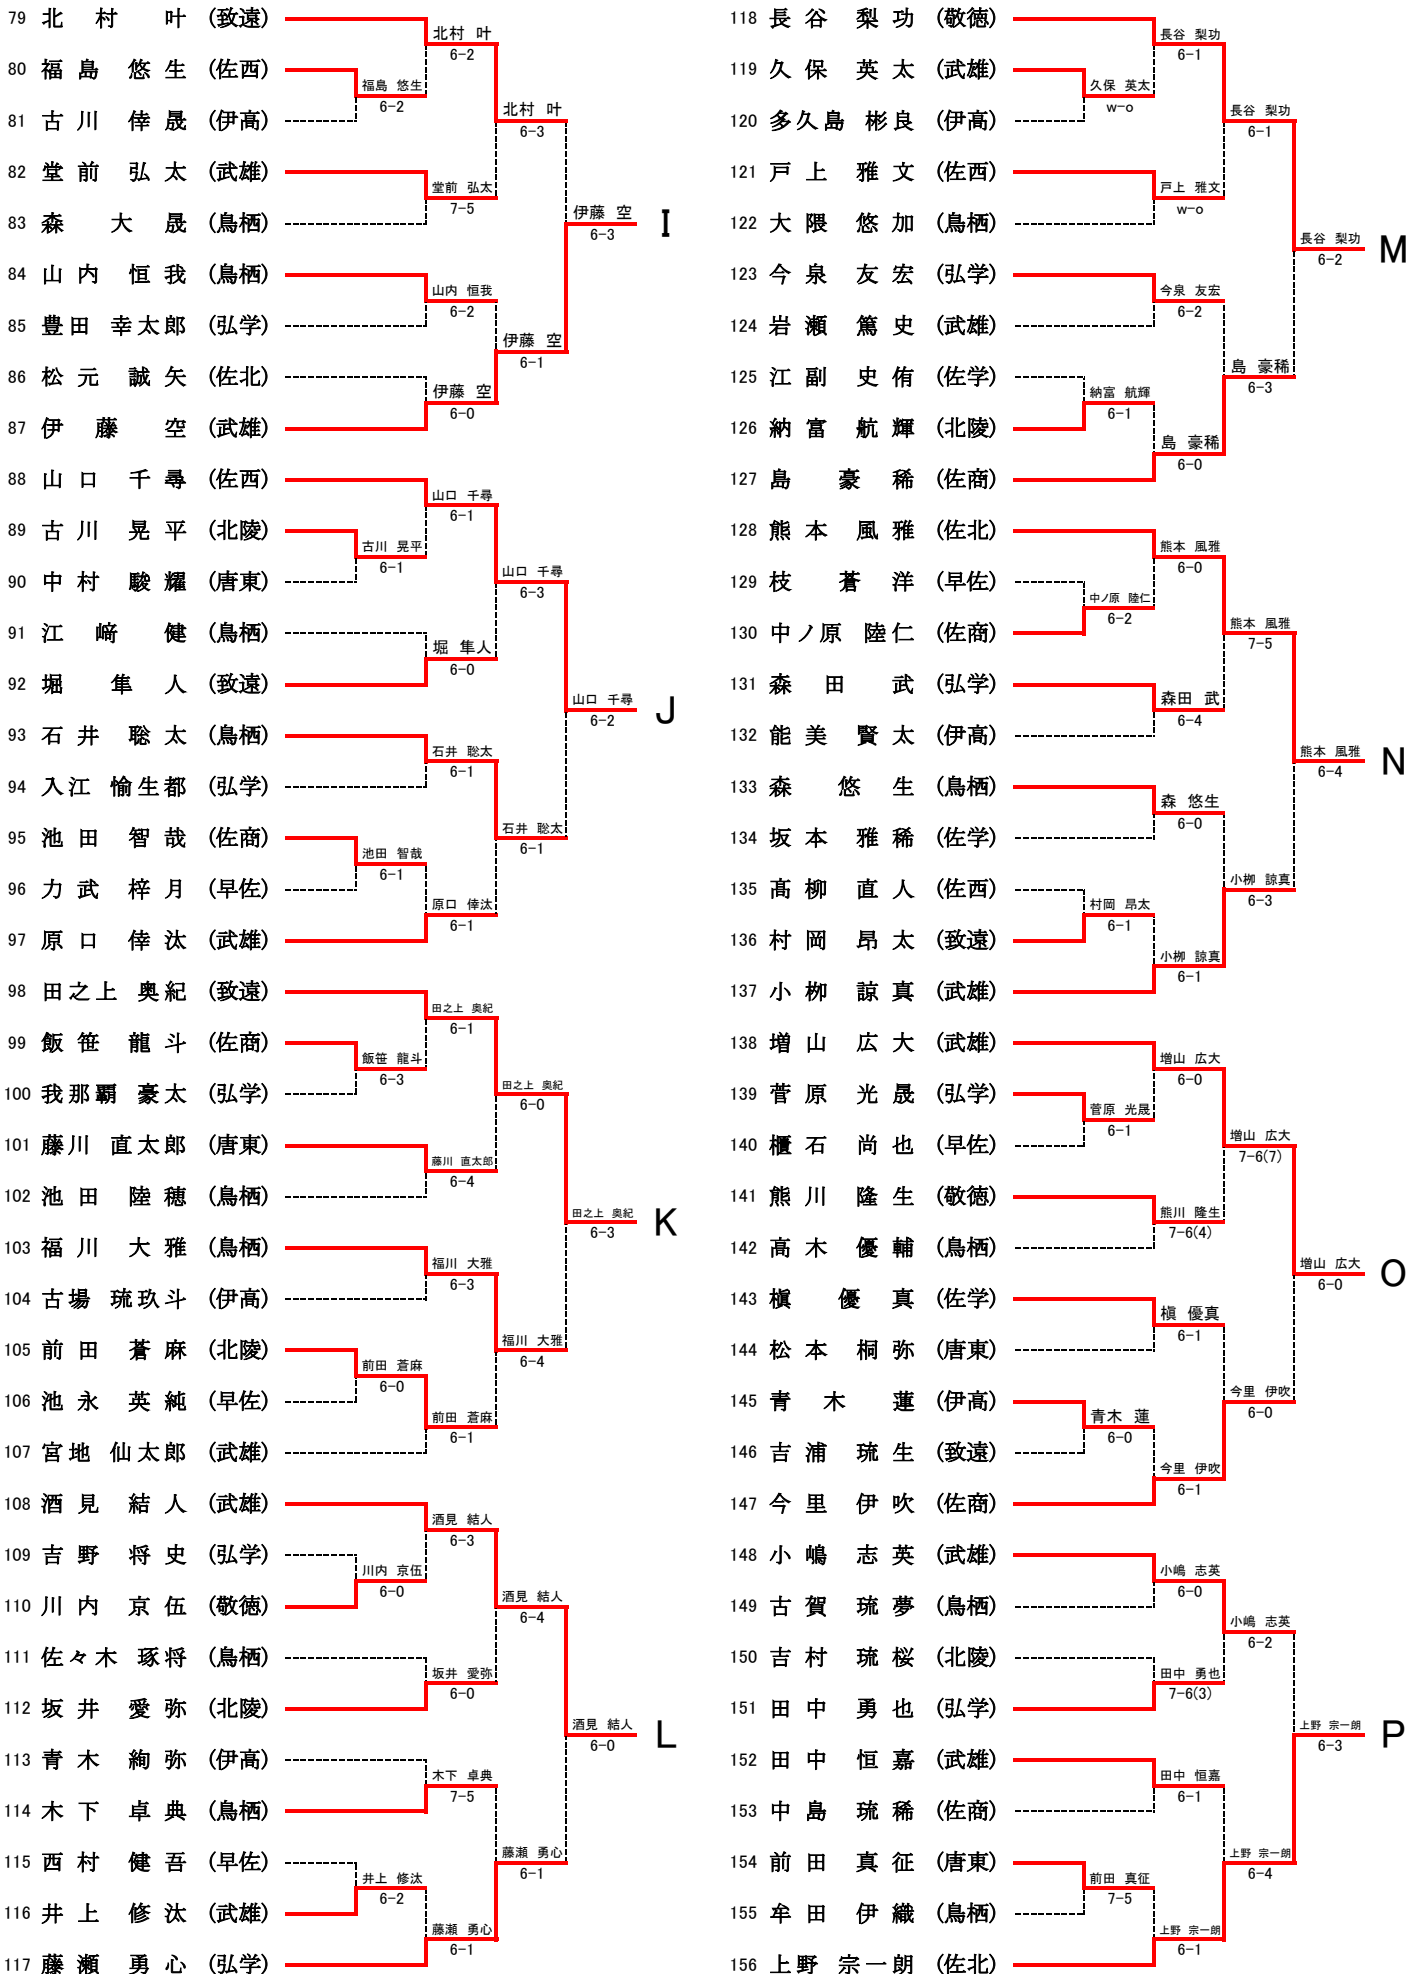 79 北村 叶 (致遠)
北村 叶
6-2
80 福島 悠生 (佐西)
福島 悠生
6-2
81 古川 倖晟 (伊高)
北村 叶
6-3
82 堂前 弘太 (武雄)
堂前 弘太
7-5
83 森 大晟 (鳥栖)
伊藤 空
6-3
I
84 山内 恒我 (鳥栖)
山内 恒我
6-2
85 豊田 幸太郎 (弘学)
伊藤 空
6-1
86 松元 誠矢 (佐北)
伊藤 空
6-0
87 伊藤 空 (武雄)
88 山口 千尋 (佐西)
山口 千尋
6-1
89 古川 晃平 (北陵)
古川 晃平
6-1
90 中村 駿耀 (唐東)
山口 千尋
6-3
91 江﨑 健 (鳥栖)
堀 隼人
6-0
92 堀 隼人 (致遠)
山口 千尋
6-2
J
93 石井 聡太 (鳥栖)
石井 聡太
6-1
94 入江 愉生都 (弘学)
石井 聡太
6-1
95 池田 智哉 (佐商)
池田 智哉
6-1
96 力武 梓月 (早佐)
原口 倖汰
6-1
97 原口 倖汰 (武雄)
98 田之上 奥紀 (致遠)
田之上 奥紀
6-1
99 飯笹 龍斗 (佐商)
飯笹 龍斗
6-3
100 我那覇 豪太 (弘学)
田之上 奥紀
6-0
101 藤川 直太郎 (唐東)
藤川 直太郎
6-4
102 池田 陸穂 (鳥栖)
田之上 奥紀
6-3
K
103 福川 大雅 (鳥栖)
福川 大雅
6-3
104 古場 琉玖斗 (伊高)
福川 大雅
6-4
105 前田 蒼麻 (北陵)
前田 蒼麻
6-0
106 池永 英純 (早佐)
前田 蒼麻
6-1
107 宮地 仙太郎 (武雄)
108 酒見 結人 (武雄)
酒見 結人
6-3
109 吉野 将史 (弘学)
川内 京伍
6-0
110 川内 京伍 (敬徳)
酒見 結人
6-4
111 佐々木 琢将 (鳥栖)
坂井 愛弥
6-0
112 坂井 愛弥 (北陵)
酒見 結人
6-0
L
113 青木 絢弥 (伊高)
木下 卓典
7-5
114 木下 卓典 (鳥栖)
藤瀬 勇心
6-1
115 西村 健吾 (早佐)
井上 修汰
6-2
116 井上 修汰 (武雄)
藤瀬 勇心
6-1
117 藤瀬 勇心 (弘学)
118 長谷 梨功 (敬徳)
長谷 梨功
6-1
119 久保 英太 (武雄)
久保 英太
w-o
120 多久島 彬良 (伊高)
長谷 梨功
6-1
121 戸上 雅文 (佐西)
戸上 雅文
w-o
122 大隈 悠加 (鳥栖)
長谷 梨功
6-2
M
123 今泉 友宏 (弘学)
今泉 友宏
6-2
124 岩瀬 篤史 (武雄)
島 豪稀
6-3
125 江副 史侑 (佐学)
納富 航輝
6-1
126 納富 航輝 (北陵)
島 豪稀
6-0
127 島 豪稀 (佐商)
128 熊本 風雅 (佐北)
熊本 風雅
6-0
129 枝 蒼洋 (早佐)
中ノ原 陸仁
6-2
130 中ノ原 陸仁 (佐商)
熊本 風雅
7-5
131 森田 武 (弘学)
森田 武
6-4
132 能美 賢太 (伊高)
熊本 風雅
6-4
N
133 森 悠生 (鳥栖)
森 悠生
6-0
134 坂本 雅稀 (佐学)
小栁 諒真
6-3
135 髙柳 直人 (佐西)
村岡 昂太
6-1
136 村岡 昂太 (致遠)
小栁 諒真
6-1
137 小栁 諒真 (武雄)
138 増山 広大 (武雄)
増山 広大
6-0
139 菅原 光晟 (弘学)
菅原 光晟
6-1
140 櫃石 尚也 (早佐)
増山 広大
7-6(7)
141 熊川 隆生 (敬徳)
熊川 隆生
7-6(4)
142 高木 優輔 (鳥栖)
増山 広大
6-0
O
143 槇 優真 (佐学)
槇 優真
6-1
144 松本 桐弥 (唐東)
今里 伊吹
6-0
145 青木 蓮 (伊高)
青木 蓮
6-0
146 吉浦 琉生 (致遠)
今里 伊吹
6-1
147 今里 伊吹 (佐商)
148 小嶋 志英 (武雄)
小嶋 志英
6-0
149 古賀 琉夢 (鳥栖)
小嶋 志英
6-2
150 吉村 琉桜 (北陵)
田中 勇也
7-6(3)
151 田中 勇也 (弘学)
上野 宗一朗
6-3
P
152 田中 恒嘉 (武雄)
田中 恒嘉
6-1
153 中島 琉稀 (佐商)
上野 宗一朗
6-4
154 前田 真征 (唐東)
前田 真征
7-5
155 牟田 伊織 (鳥栖)
上野 宗一朗
6-1
156 上野 宗一朗 (佐北)